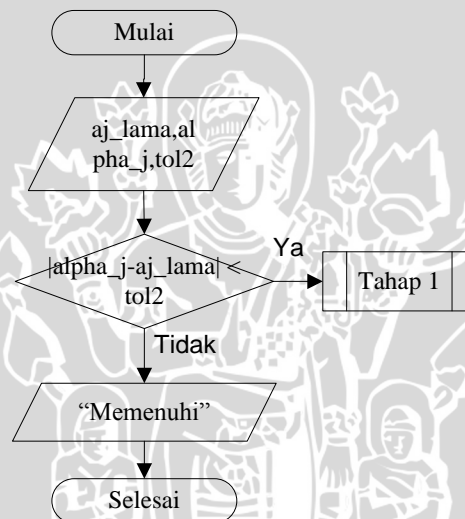 Mulai
aj_lama,al
pha_j,tol2
|alpha_j-aj_lama| <
tol2
Ya
Tahap 1
Tidak
“Memenuhi”
Selesai